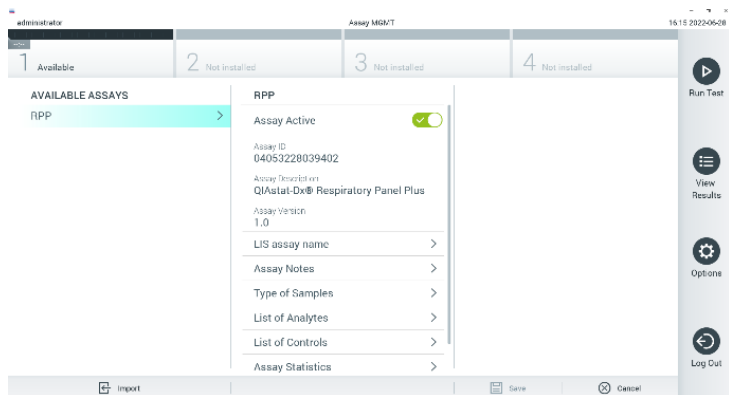 administrator Assay MGMT 16:15 2022-06-28
1 Available 2 Not installed 3 Not installed 4 Not installed
AVAILABLE ASSAYS
RPP
RPP
Assay Active
Assay ID
04053228039402
Assay Description
QIAstat-Dx® Respiratory Panel Plus
Assay Version
1.0
LIS assay name
Assay Notes
Type of Samples
List of Analytes
List of Controls
Assay Statistics
Run Test
View
Results
Options
Log Out
Import Save Cancel